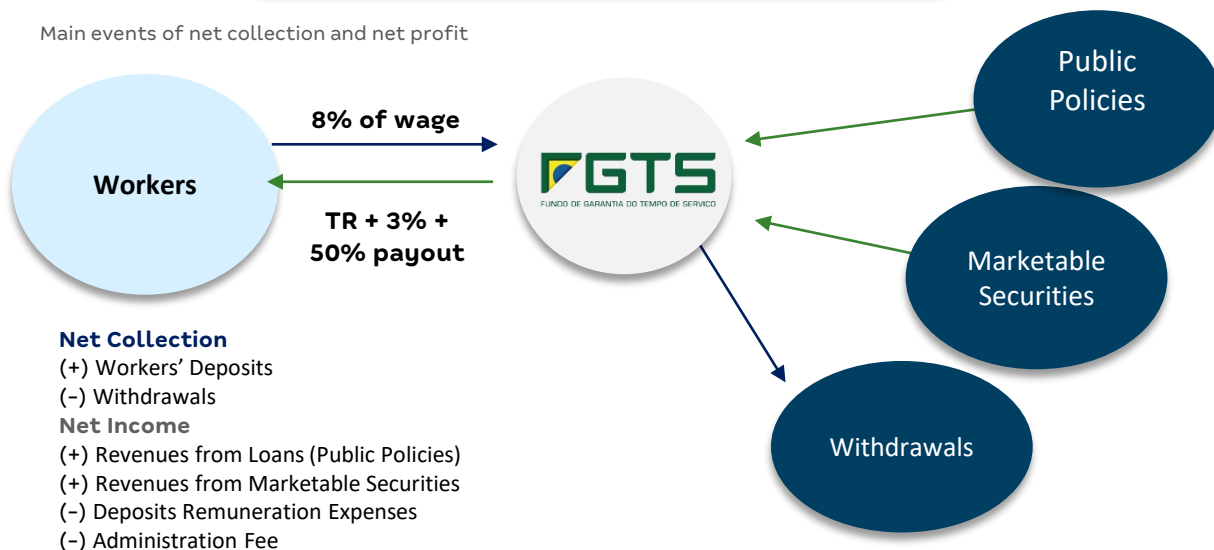 Main events of net collection and net profit
Public
Policies
8% of wage
Workers
FGTS
FUNDO DE GARANTIA DO TEMPO DE SERVICO
TR + 3% +
50% payout
Marketable
Securities
Net Collection
(+) Workers’ Deposits
(-) Withdrawals
Net Income
(+) Revenues from Loans (Public Policies)
(+) Revenues from Marketable Securities
(-) Deposits Remuneration Expenses
(-) Administration Fee
Withdrawals